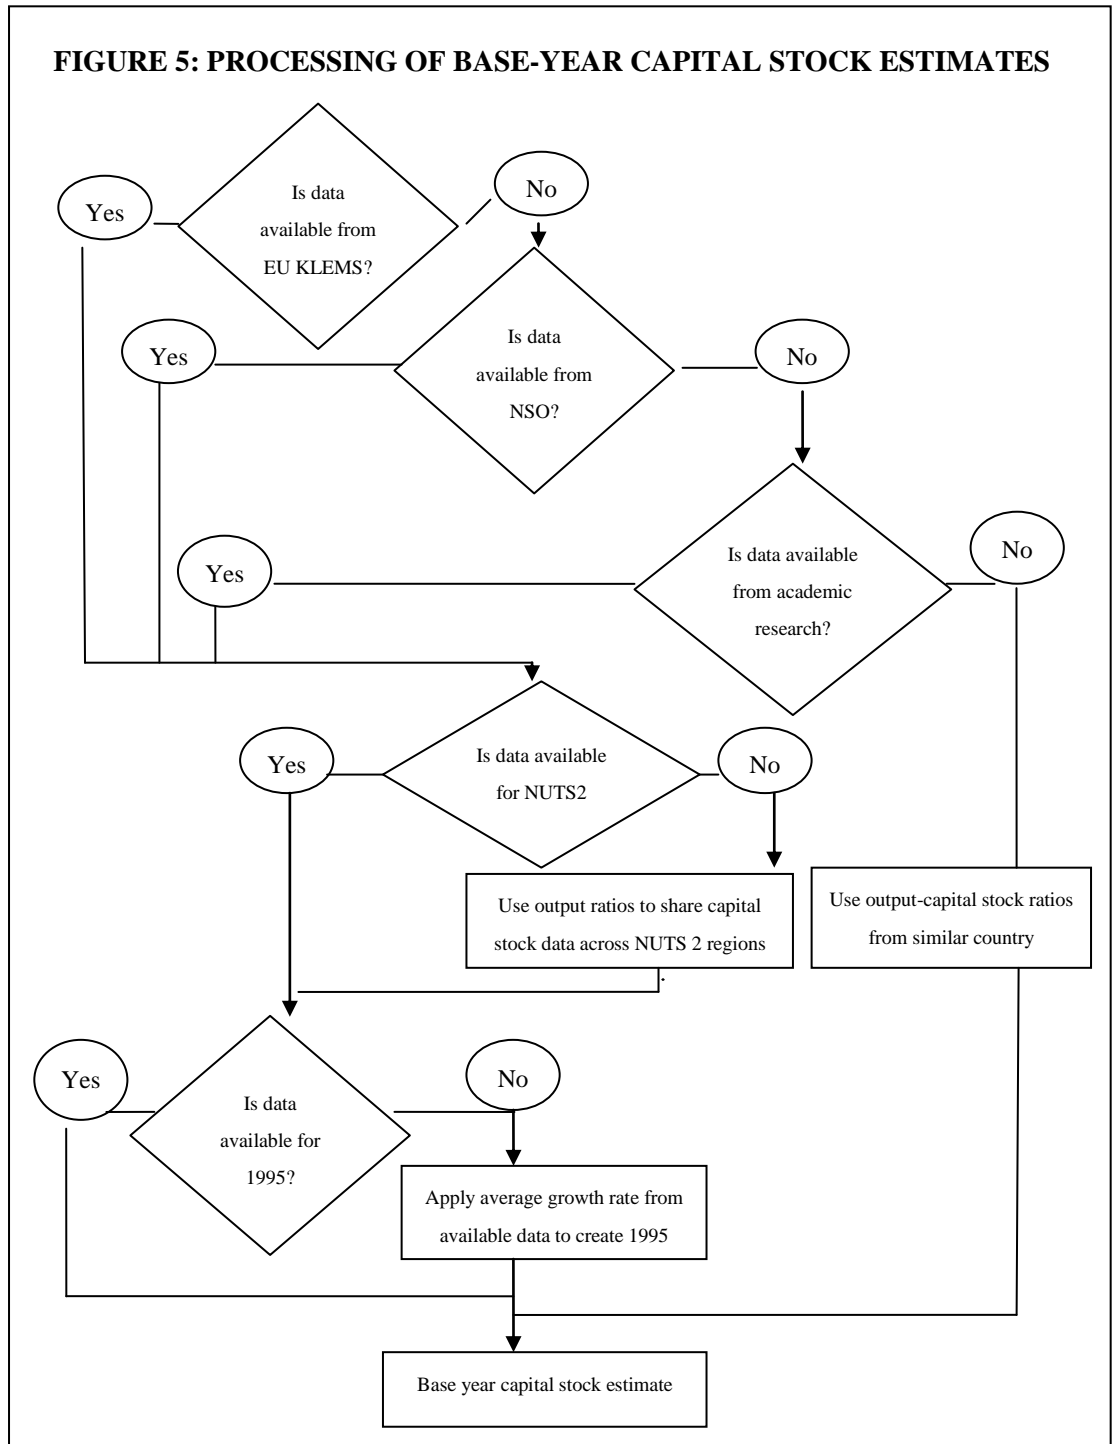 FIGURE 5: PROCESSING OF BASE-YEAR CAPITAL STOCK ESTIMATES
Is data
available from
EU KLEMS?
Yes
No
Is data
available from
NSO?
Yes
No
Is data available
from academic
research?
Yes
No
Is data available
for NUTS2
Yes
No
Use output ratios to share capital
stock data across NUTS 2 regions
Use output-capital stock ratios
from similar country
.
Is data
available for
1995?
Yes
No
Apply average growth rate from
available data to create 1995
Base year capital stock estimate